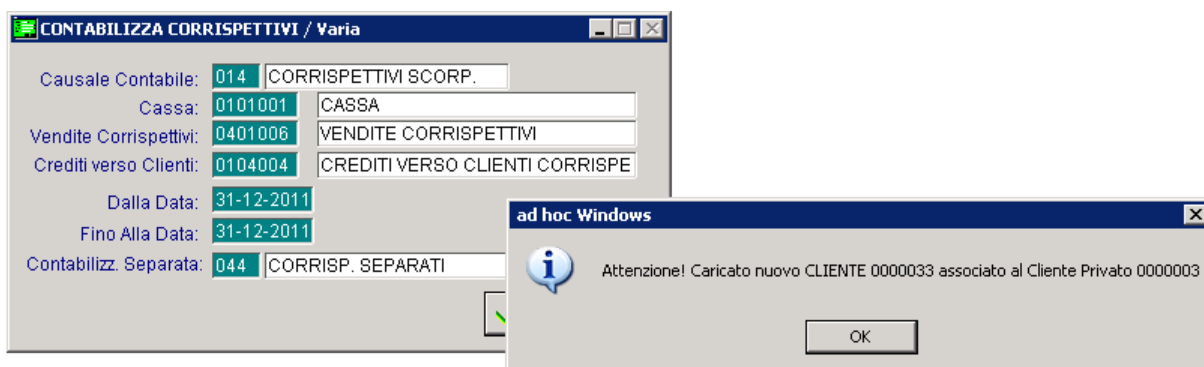 CONTABILIZZA CORRISPETTIVI / Varia
Causale Contabile: 014 CORRISPETTIVI SCORP.
Cassa: 0101001 CASSA
Vendite Corrispettivi: 0401006 VENDITE CORRISPETTIVI
Crediti verso Clienti: 0104004 CREDITI VERSO CLIENTI CORRISPE
Dalla Data: 31-12-2011
Fino Alla Data: 31-12-2011
Contabilizz. Separata: 044 CORRISP. SEPARATI
ad hoc Windows
Attenzione! Caricato nuovo CLIENTE 0000033 associato al Cliente Privato 0000003
OK